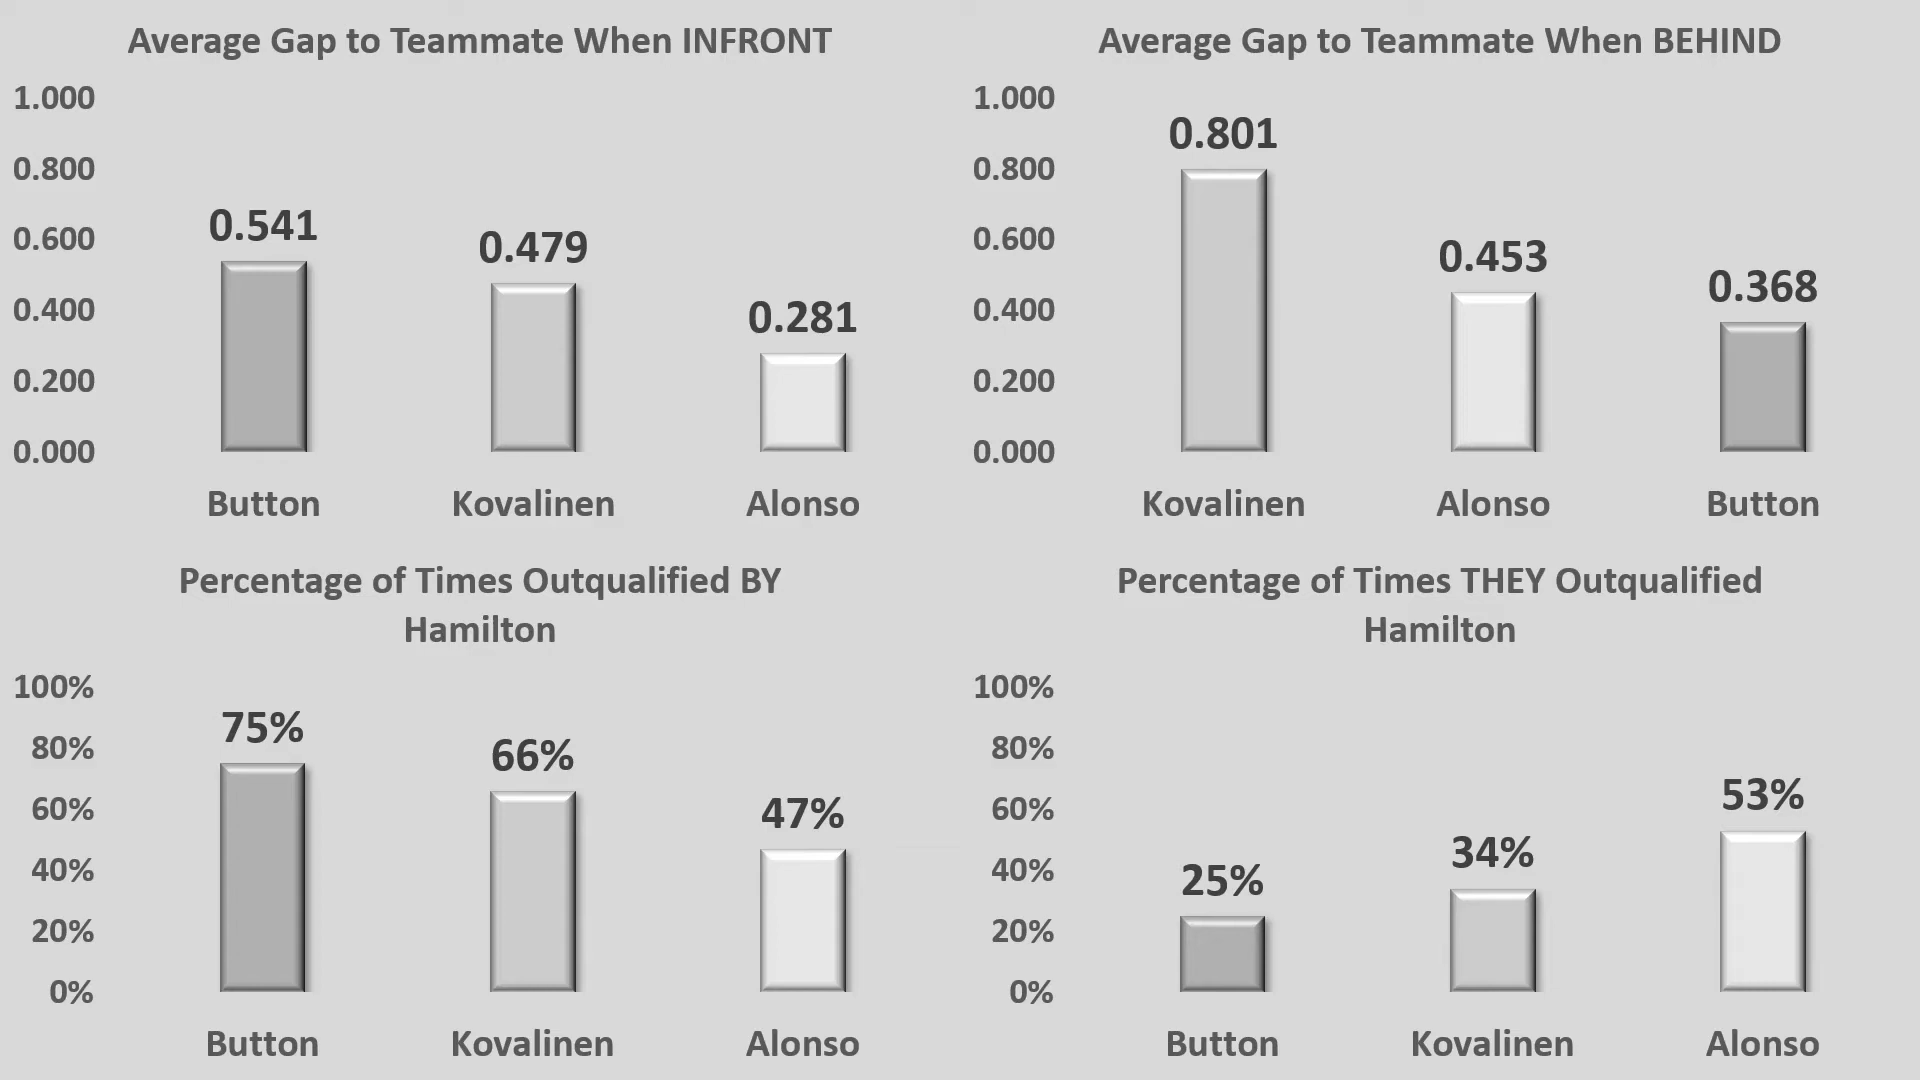 Average Gap to Teammate When INFRONT
1.000
0.800
0.600
0.400
0.200
0.000
0.541
0.479
0.281
Button
Kovalinen
Alonso
Average Gap to Teammate When BEHIND
1.000
0.800
0.600
0.400
0.200
0.000
0.801
0.453
0.368
Kovalinen
Alonso
Button
Percentage of Times Outqualified BY
Hamilton
100%
80%
60%
40%
20%
0%
75%
66%
47%
Button
Kovalinen
Alonso
Percentage of Times THEY Outqualified
Hamilton
100%
80%
60%
40%
20%
0%
25%
34%
53%
Button
Kovalinen
Alonso